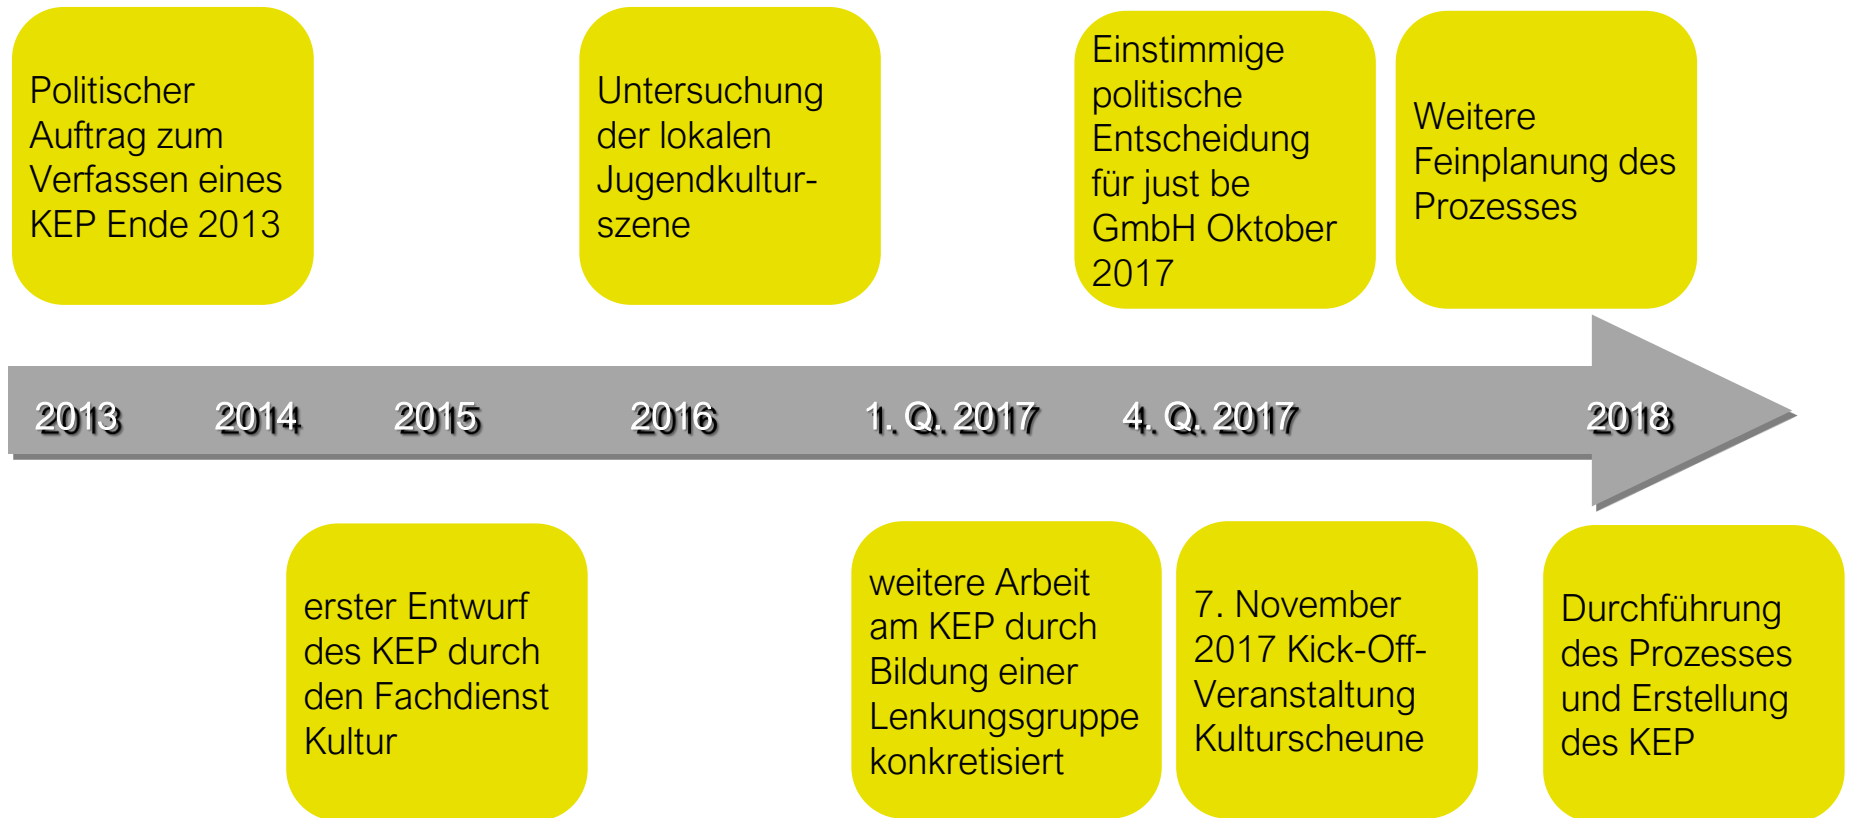 Politischer
Auftrag zum
Verfassen eines
KEP Ende 2013
Untersuchung
der lokalen
Jugendkultur-
szene
Einstimmige
politische
Entscheidung
für just be
GmbH Oktober
2017
Weitere
Feinplanung des
Prozesses
2013 2014 2015 2016 1. Q. 2017 4. Q. 2017 2018
erster Entwurf
des KEP durch
den Fachdienst
Kultur
weitere Arbeit
am KEP durch
Bildung einer
Lenkungsgruppe
konkretisiert
7. November
2017 Kick-Off-
Veranstaltung
Kulturscheune
Durchführung
des Prozesses
und Erstellung
des KEP